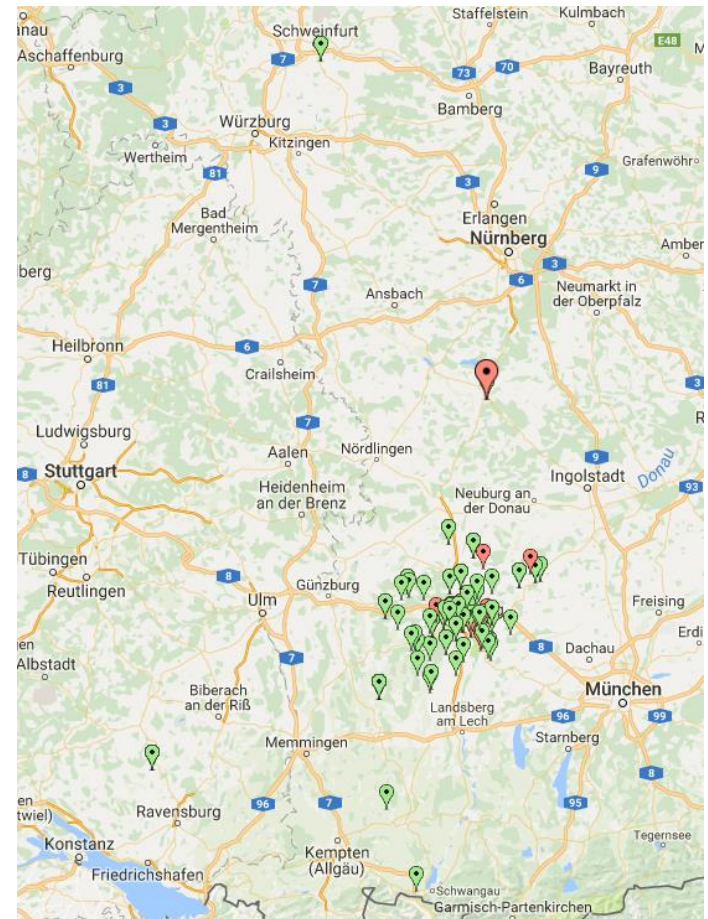 anau
Aschaffenburg
Schweinfurt
Staffelstein
Kulmbach
E48
M
7
73
70
Bayreuth
3
Bamberg
3
Würzburg
Kitzingen
Wertheim
81
Grafenwöhr
9
3
Bad
Mergentheim
Erlangen
Nürnberg
Amber
berg
3
7
6
Ansbach
Neumarkt in
der Oberpfalz
Heilbronn
6
Crailsheim
81
3
7
Ludwigsburg
R
Aalen
Nördlingen
8
Stuttgart
9
Ingolstadt
Donau
93
Heidenheim
an der Brenz
Neuburg an
der Donau
Tübingen
Reutlingen
8
Günzburg
Ulm
Freising
8
Erdi
en
Albstadt
7
Dachau
Biberach
an der Riß
München
Landsberg
am Lech
96
99
Starnberg
Memmingen
8
en
twiel)
Ravensburg
96
7
95
Tegernsee
Konstanz
Kempten
(Allgäu)
Friedrichshafen
Schwangau
Garmisch-Partenkirchen